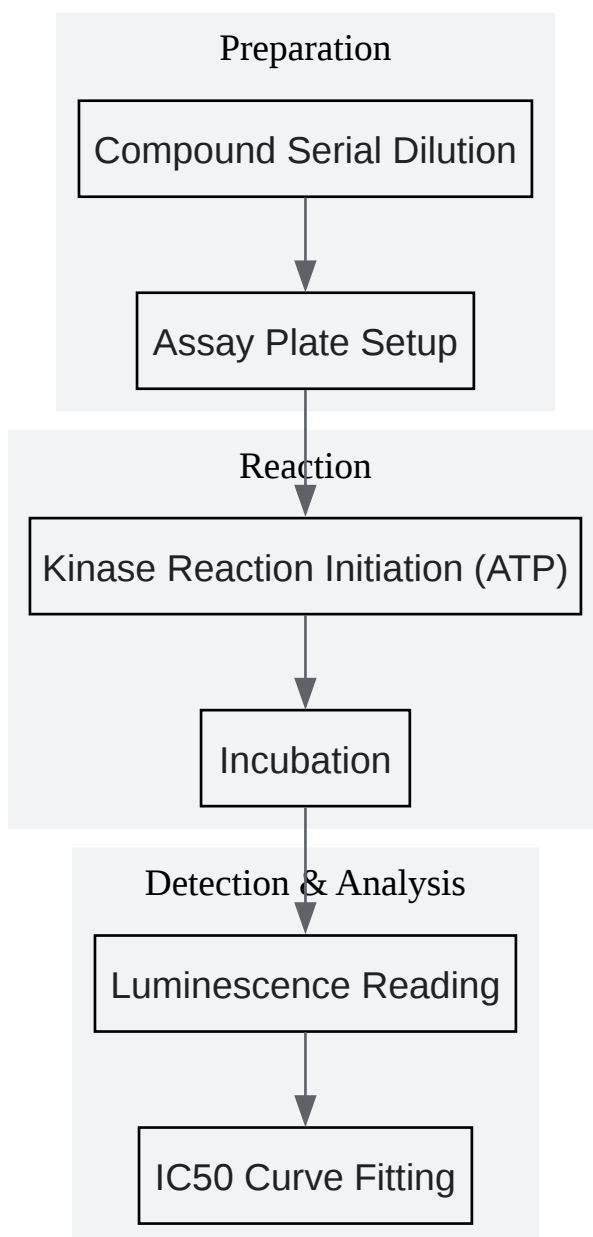 Preparation
Compound Serial Dilution
Assay Plate Setup
Reaction
Kinase Reaction Initiation (ATP)
Incubation
Detection & Analysis
Luminescence Reading
IC50 Curve Fitting